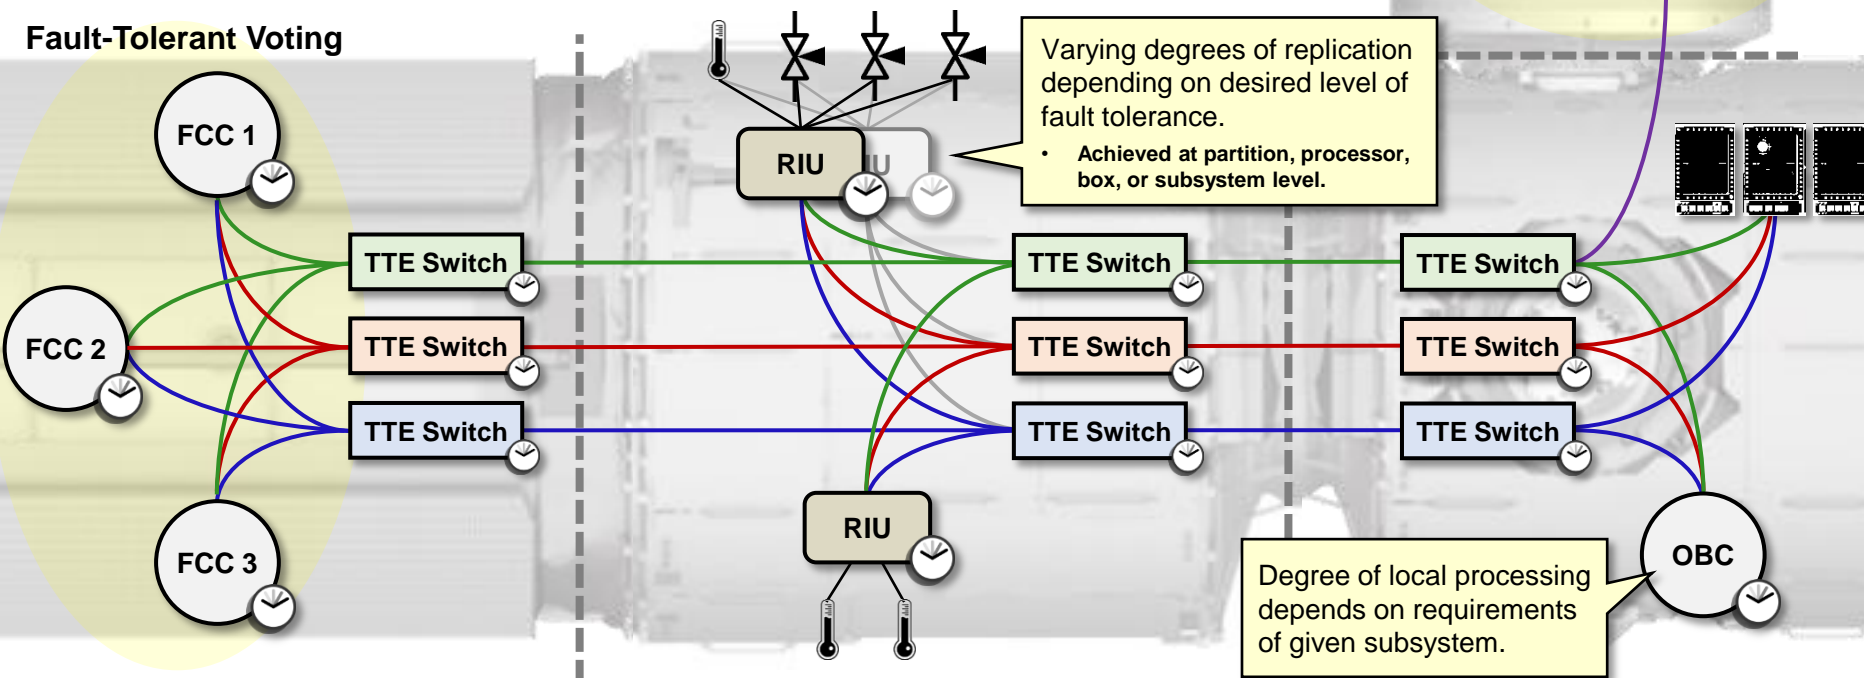 Fault-Tolerant Voting
FCC 1
FCC 2
FCC 3
TTE Switch
TTE Switch
TTE Switch
RIU
IU
RIU
Varying degrees of replication
depending on desired level of
fault tolerance.
• Achieved at partition, processor,
box, or subsystem level.
TTE Switch
TTE Switch
TTE Switch
TTE Switch
TTE Switch
TTE Switch
Degree of local processing
depends on requirements
of given subsystem.
OBC